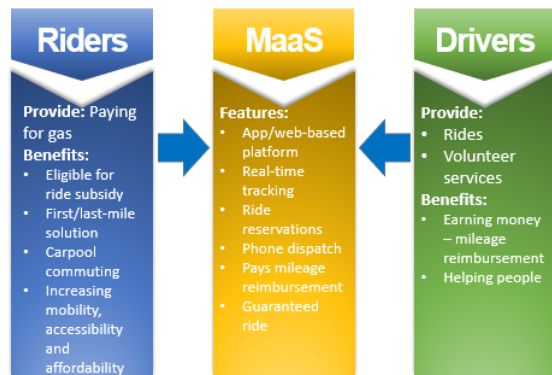 Riders
Provide: Paying
for gas
Benefits:
• Eligible for
ride subsidy
• First/last-mile
solution
• Carpool
commuting
• Increasing
mobility,
accessibility
and
affordability
MaaS
Features:
• App/web-based
platform
• Real-time
tracking
• Ride
reservations
• Phone dispatch
• Pays mileage
reimbursement
• Guaranteed
ride
Drivers
Provide:
• Rides
• Volunteer
services
Benefits:
• Earning money
– mileage
reimbursement
• Helping people